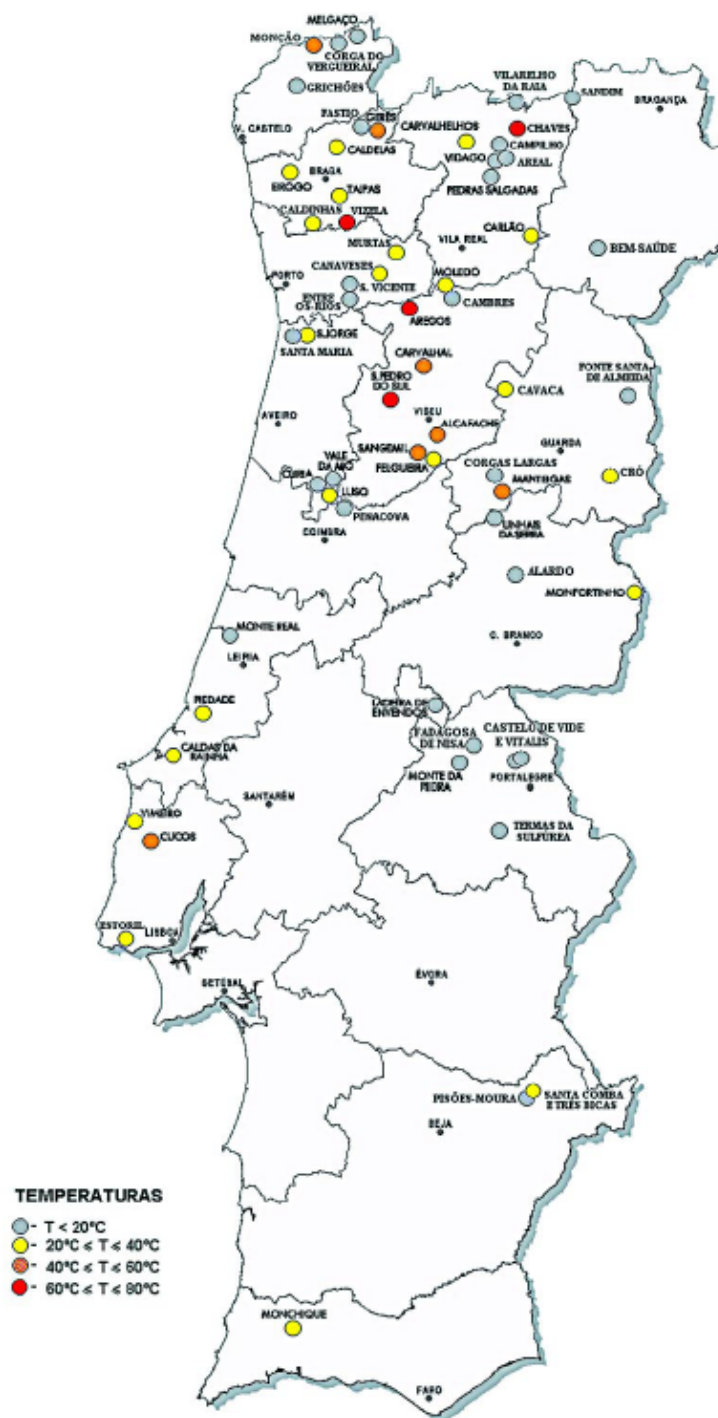 MELGAÇO
MONÇÃO
CORGA DO
VERGUEIRAL
GRICHÕES
VILARELHO
DA RAIA
SANDIM
BRAGANÇA
FASTIO
GERÊS
V. CASTELO
CARVALHELHOS
CHAVES
CALDELAS
VIDAGO
CAMPILHO
AREAL
BRAGA
EIROGO
PEDRAS SALGADAS
TAIPAS
CALDINHAS
VIZELA
CARLÃO
MURTAS
VILA REAL
BEM-SAÚDE
CANAVESES
MOLEDO
PORTO
S. VICENTE
ENTRE
OS-RIOS
CAMBRES
AREGOS
S.JORGE
SANTA MARIA
CARVALHAL
FONTE SANTA
DE ALMEIDA
S.PEDRO
DO SUL
CAVACA
AVEIRO
VISEU
ALCAFACHE
GUARDA
SANGEMIL
VALE
DA MÓ
FELGUEIRA
CORGAS LARGAS
CRÓ
CURIA
MANTEIGAS
LUSO
PENACOVA
UNHAIS
DA SERRA
COIMBRA
ALARDO
MONFORTINHO
MONTE REAL
C. BRANCO
LEIRIA
PIEDADE
LADEIRA DE
ENVENDOS
FADAGOSA
DE NISA
CASTELO DE VIDE
E VITALIS
CALDAS DA
RAINHA
MONTE DA
PEDRA
PORTALEGRE
SANTARÉM
VIMEIRO
CUCOS
TERMAS DA
SULFÚREA
ESTORIL
LISBOA
ÉVORA
SETÚBAL
PISÕES-MOURA
SANTA COMBA
E TRÊS BICAS
BEJA
TEMPERATURAS
- T < 20ºC
- 20ºC ≤ T ≤ 40ºC
- 40ºC ≤ T ≤ 60ºC
- 60ºC ≤ T ≤ 80ºC
MONCHIQUE
FARO